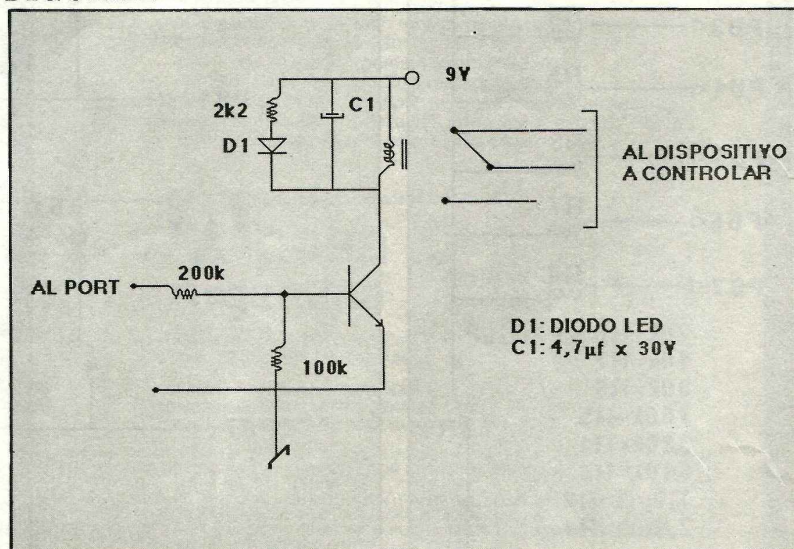 9V
2k2
C1
D1
AL DISPOSITIVO
A CONTROLAR
200k
AL PORT
D1: DIODO LED
C1: 4,7µf x 30V
100k